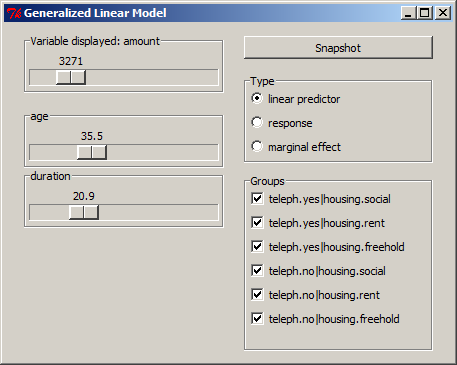 Generalized Linear Model
Variable displayed: amount
3271
age
35.5
duration
20.9
Snapshot
Type
linear predictor
response
marginal effect
Groups
teleph.yes|housing.social
teleph.yes|housing.rent
teleph.yes|housing.freehold
teleph.no|housing.social
teleph.no|housing.rent
teleph.no|housing.freehold